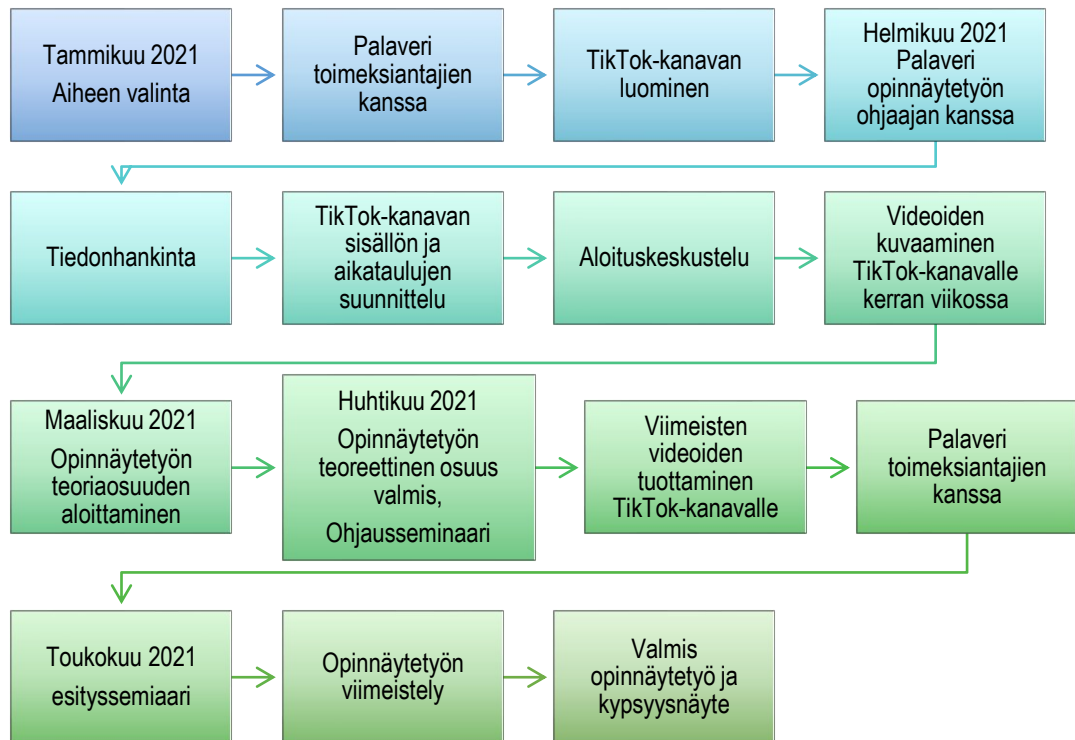 Tammikuu 2021
Aiheen valinta
Palaveri
toimeksiantajien
kanssa
TikTok-kanavan
luominen
Helmikuu 2021
Palaveri
opinnäytetyön
ohjaajan kanssa
Tiedonhankinta
TikTok-kanavan
sisällön ja
aikataulujen
suunnittelu
Aloituskeskustelu
Videoiden
kuvaaminen
TikTok-kanavalle
kerran viikossa
Maaliskuu 2021
Opinnäytetyön
teoriaosuuden
aloittaminen
Huhtikuu 2021
Opinnäytetyön
teoreettinen osuus
valmis,
Ohjausseminaari
Viimeisten
videoiden
tuottaminen
TikTok-kanavalle
Palaveri
toimeksiantajien
kanssa
Toukokuu 2021
esityssemiaari
Opinnäytetyön
viimeistely
Valmis
opinnäytetyö ja
kypsyysnäyte